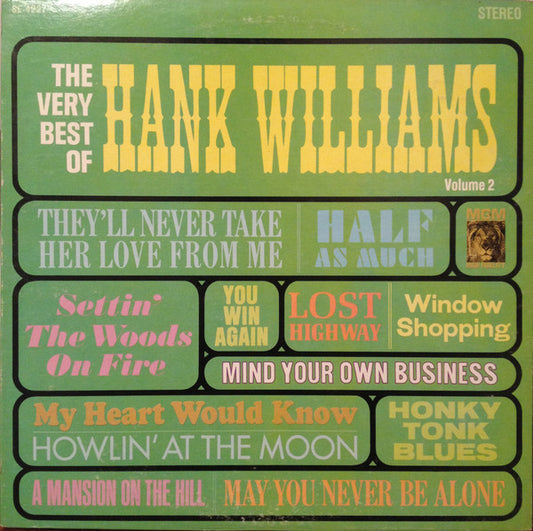 STEREO
THE
VERY
BEST
OF
HANK WILLIAMS
Volume 2
THEY'LL NEVER TAKE
HER LOVE FROM ME
HALF
AS MUCH
MGM
Settin'
The Woods
On Fire
YOU
WIN
AGAIN
LOST
HIGHWAY
Window
Shopping
MIND YOUR OWN BUSINESS
My Heart Would Know
HOWLIN' AT THE MOON
HONKY
TONK
BLUES
A MANSION ON THE HILL
MAY YOU NEVER BE ALONE